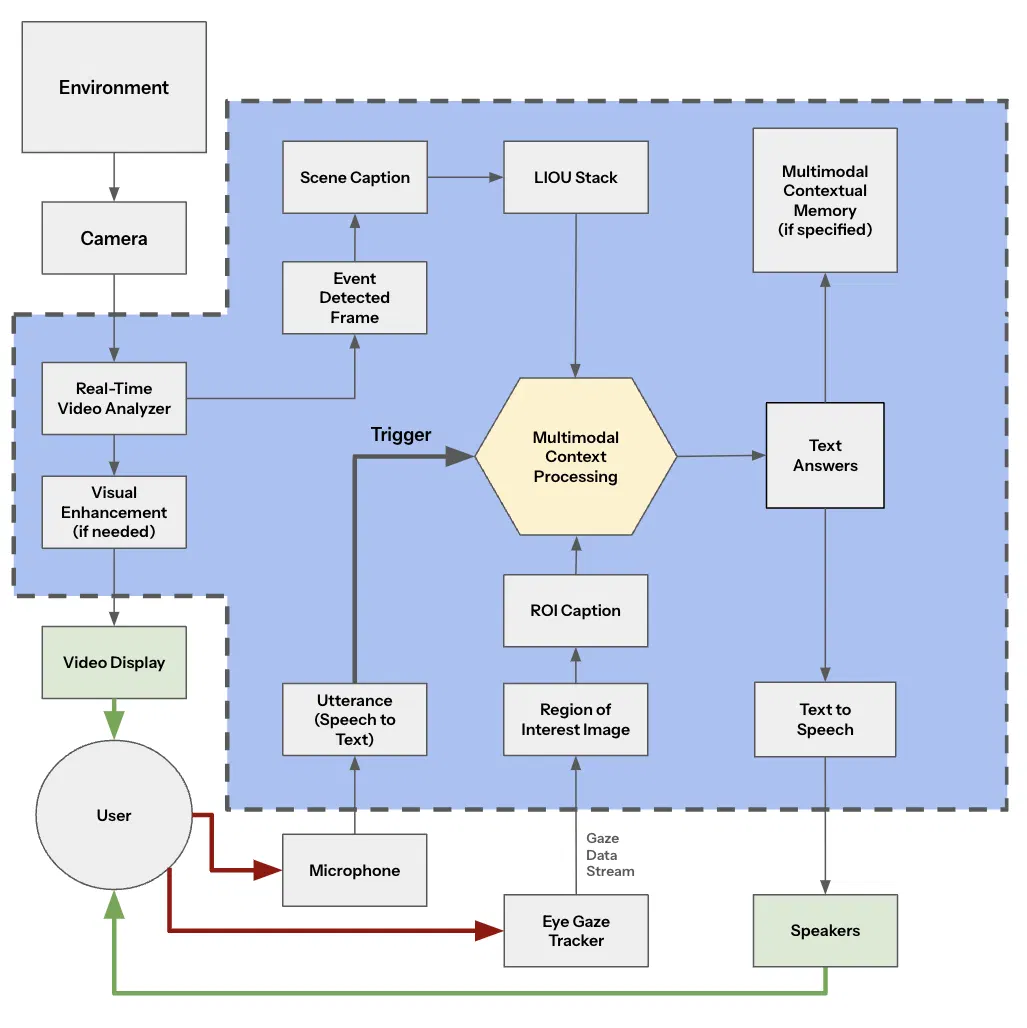 Environment
Camera
Real-Time
Video Analyzer
Visual
Enhancement
(if needed)
Video Display
User
Scene Caption
LIOU Stack
Event
Detected
Frame
Multimodal
Contextual
Memory
(if specified)
Trigger
Multimodal
Context
Processing
Text
Answers
ROI Caption
Utterance
(Speech to
Text)
Region of
Interest Image
Text to
Speech
Microphone
Gaze
Data
Stream
Eye Gaze
Tracker
Speakers